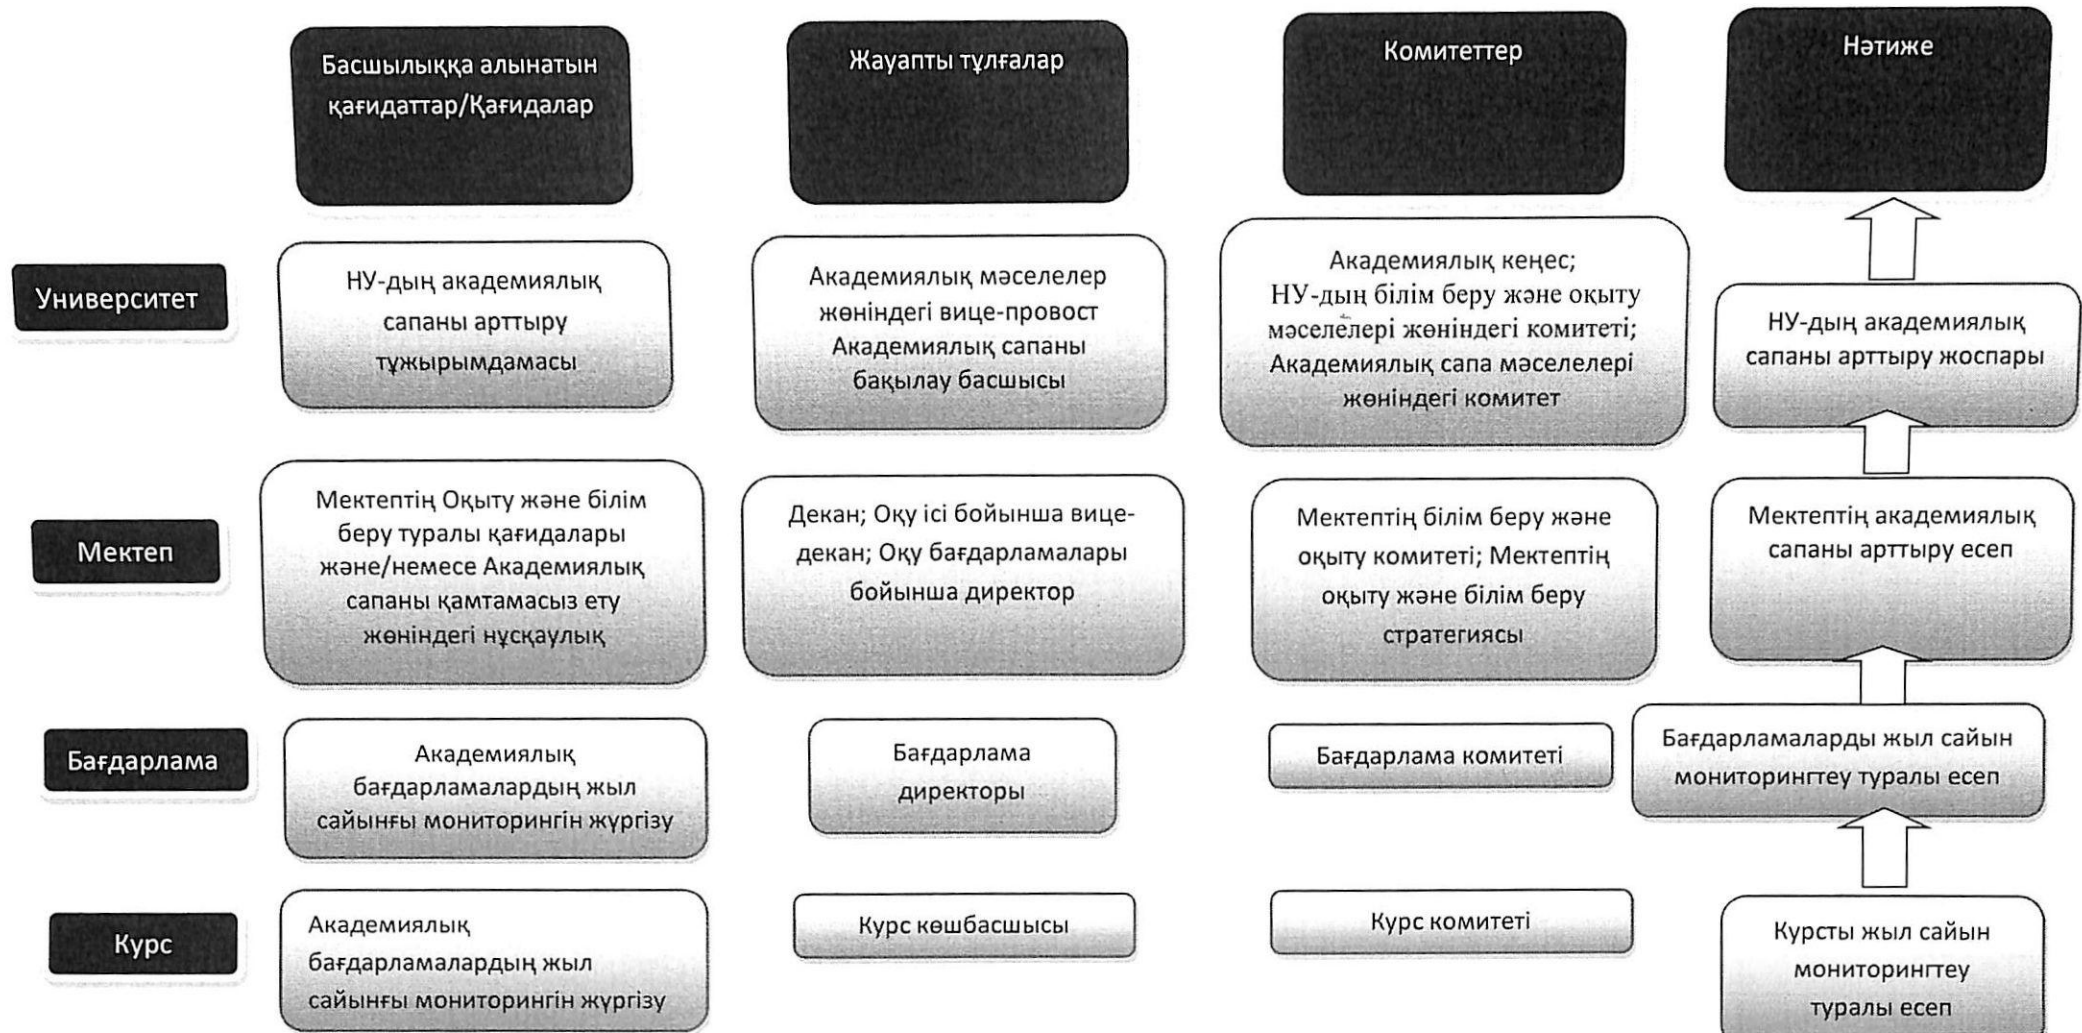 Басшылыққа алынатын
қағидаттар/Қағидалар
Жауапты тұлғалар
Комитеттер
Нәтиже
Университет
НУ-дың академиялық
сапаны арттыру
тұжырымдамасы
Академиялық мәселелер
жөніндегі вице-провост
Академиялық сапаны
бақылау басшысы
Академиялық кеңес;
НУ-дың білім беру және оқыту
мәселелері жөніндегі комитеті;
Академиялық сапа мәселелері
жөніндегі комитет
НУ-дың академиялық
сапаны арттыру жоспары
Мектеп
Мектептің Оқыту және білім
беру туралы қағидалары
және/немесе Академиялық
сапаны қамтамасыз ету
жөніндегі нұсқаулық
Декан; Оқу ісі бойынша вице-
декан; Оқу бағдарламалары
бойынша директор
Мектептің білім беру және
оқыту комитеті; Мектептің
оқыту және білім беру
стратегиясы
Мектептің академиялық
сапаны арттыру есеп
Бағдарлама
Академиялық
бағдарламалардың жыл
сайынғы мониторингін жүргізу
Бағдарлама
директоры
Бағдарлама комитеті
Бағдарламаларды жыл сайын
мониторингтеу туралы есеп
Курс
Академиялық
бағдарламалардың жыл
сайынғы мониторингін жүргізу
Курс көшбасшысы
Курс комитеті
Курсты жыл сайын
мониторингтеу
туралы есеп